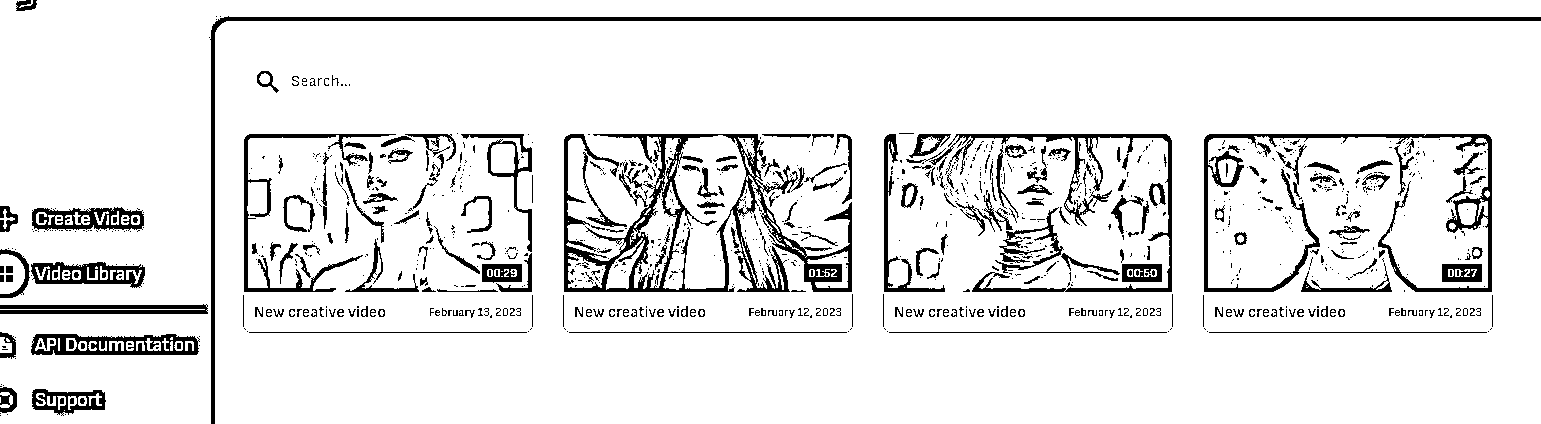 Search...
Create Video
Video Library
API Documentation
Support
00:29
New creative video February 13, 2023
01:52
New creative video February 12, 2023
00:50
New creative video February 12, 2023
00:27
New creative video February 12, 2023